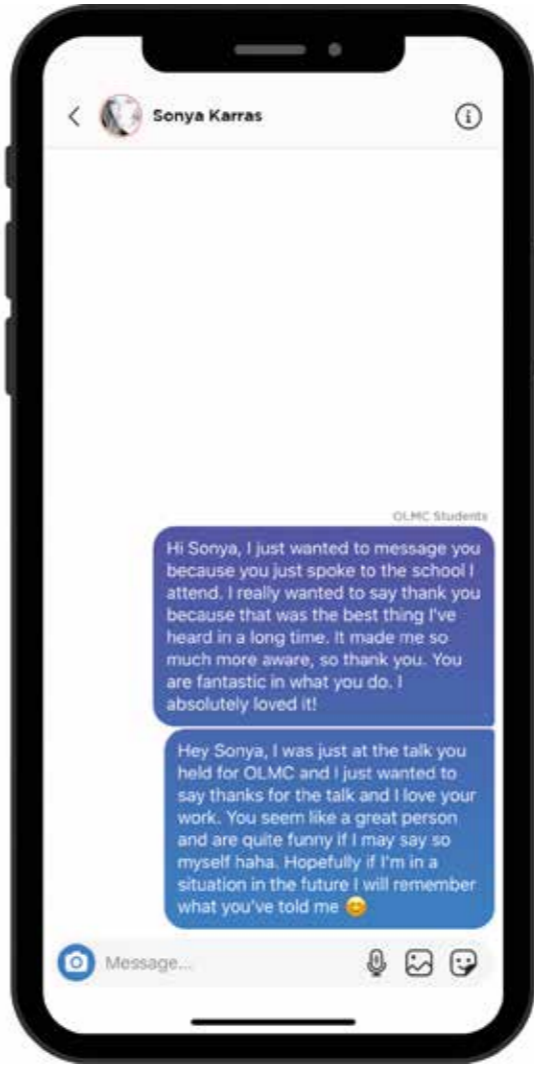 Sonya Karras
OLMC Students
Hi Sonya, I just wanted to message you
because you just spoke to the school I
attend. I really wanted to say thank you
because that was the best thing I've
heard in a long time. It made me so
much more aware, so thank you. You
are fantastic in what you do. I
absolutely loved it!
Hey Sonya, I was just at the talk you
held for OLMC and I just wanted to
say thanks for the talk and I love your
work. You seem like a great person
and are quite funny if I may say so
myself haha. Hopefully if I'm in a
situation in the future I will remember
what you've told me 😊
Message...